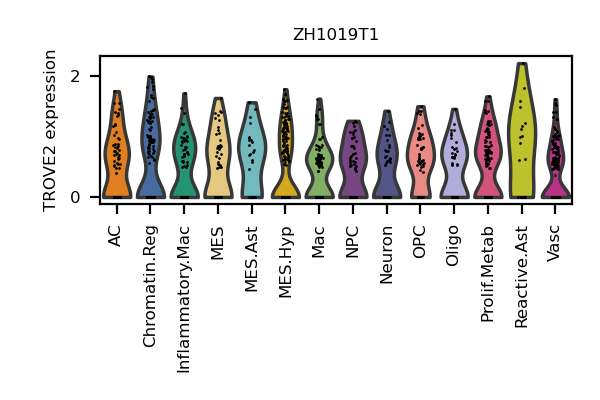 ZH1019T1
TROVE2 expression
2
0
AC
Chromatin.Reg
Inflammatory.Mac
MES
MES.Ast
MES.Hyp
Mac
NPC
Neuron
OPC
Oligo
Prolif.Metab
Reactive.Ast
Vasc